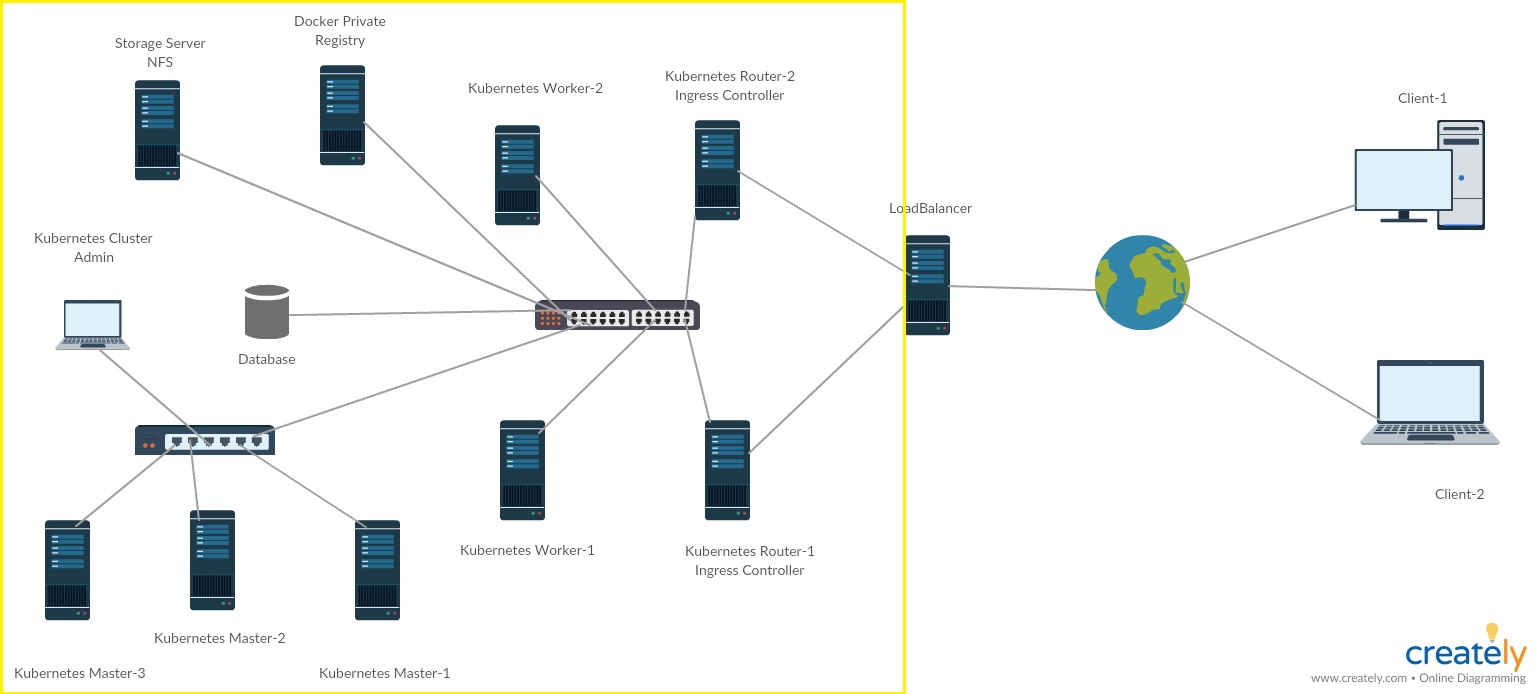 Docker Private
Registry
Storage Server
NFS
Kubernetes Worker-2
Kubernetes Router-2
Ingress Controller
Client-1
LoadBalancer
Kubernetes Cluster
Admin
Database
Client-2
Kubernetes Worker-1
Kubernetes Router-1
Ingress Controller
Kubernetes Master-2
Kubernetes Master-3
Kubernetes Master-1
creately
www.creately.com • Online Diagramming